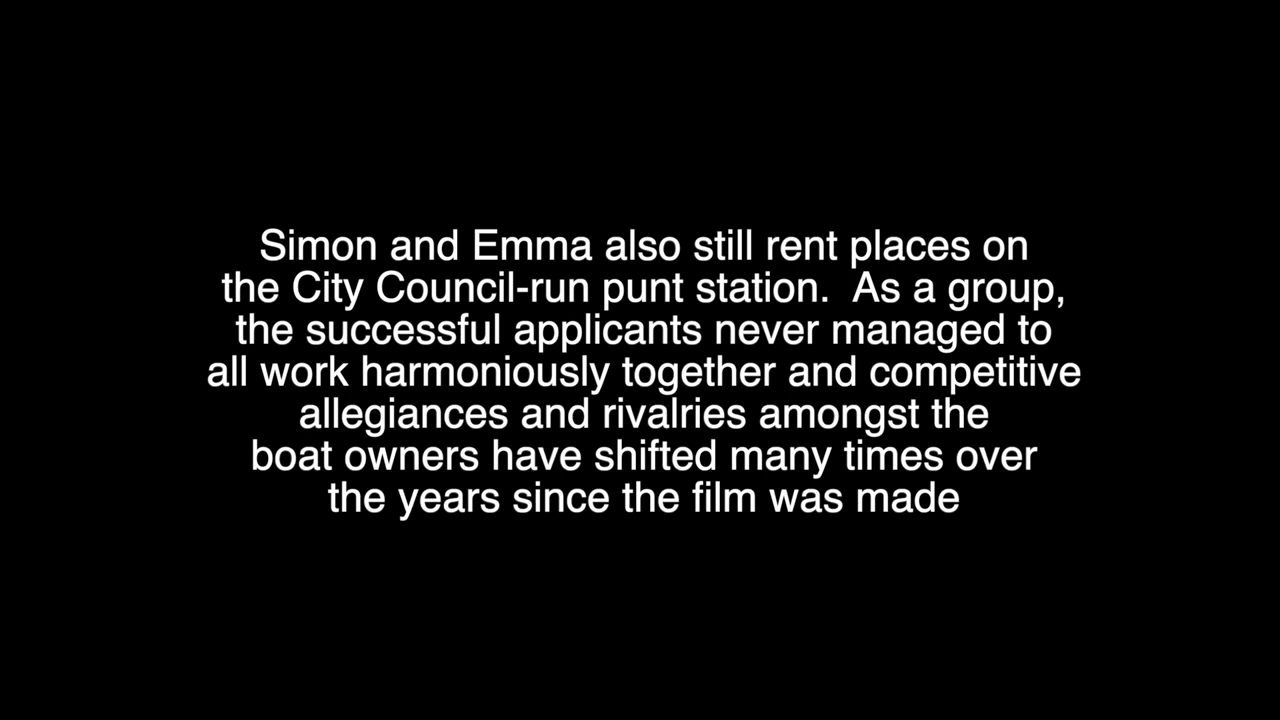 Simon and Emma also still rent places on
the City Council-run punt station.  As a group,
the successful applicants never managed to
all work harmoniously together and competitive
allegiances and rivalries amongst the
boat owners have shifted many times over
the years since the film was made